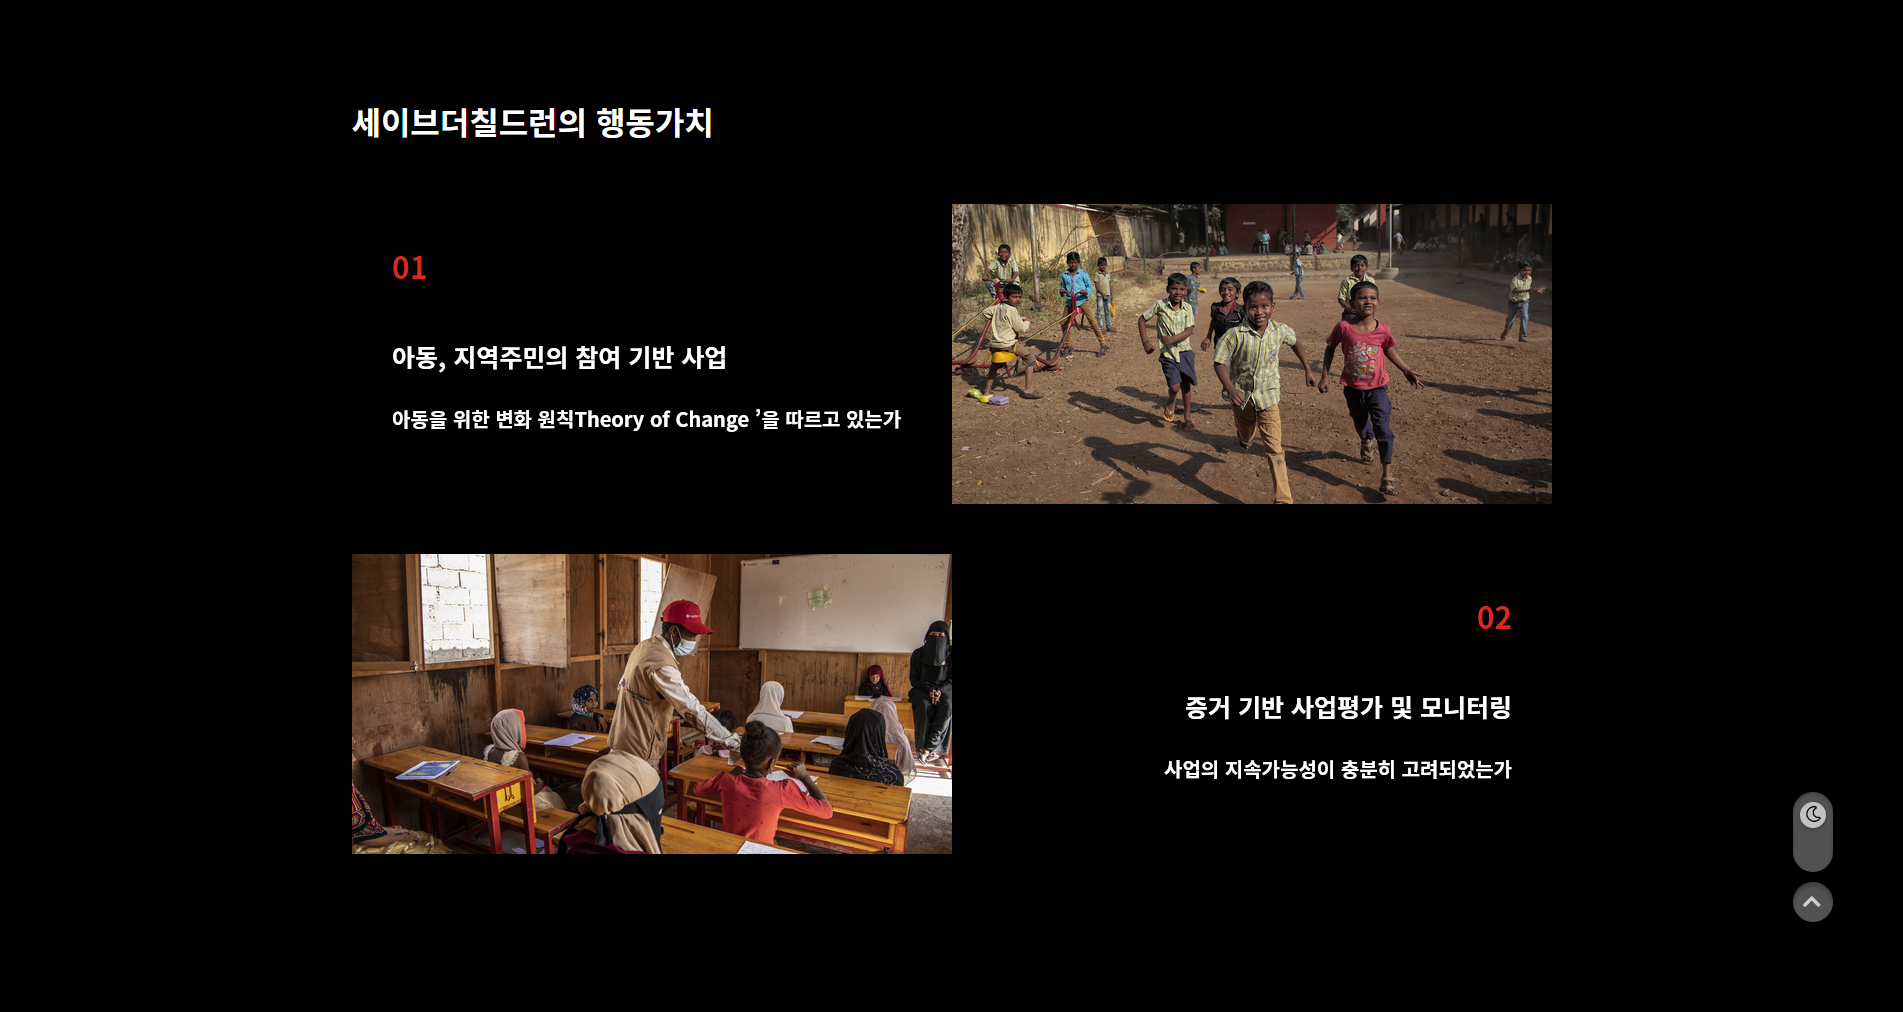 세이브더칠드런의 행동가치
01
아동, 지역주민의 참여 기반 사업
아동을 위한 변화 원칙Theory of Change ’을 따르고 있는가
02
증거 기반 사업평가 및 모니터링
사업의 지속가능성이 충분히 고려되었는가